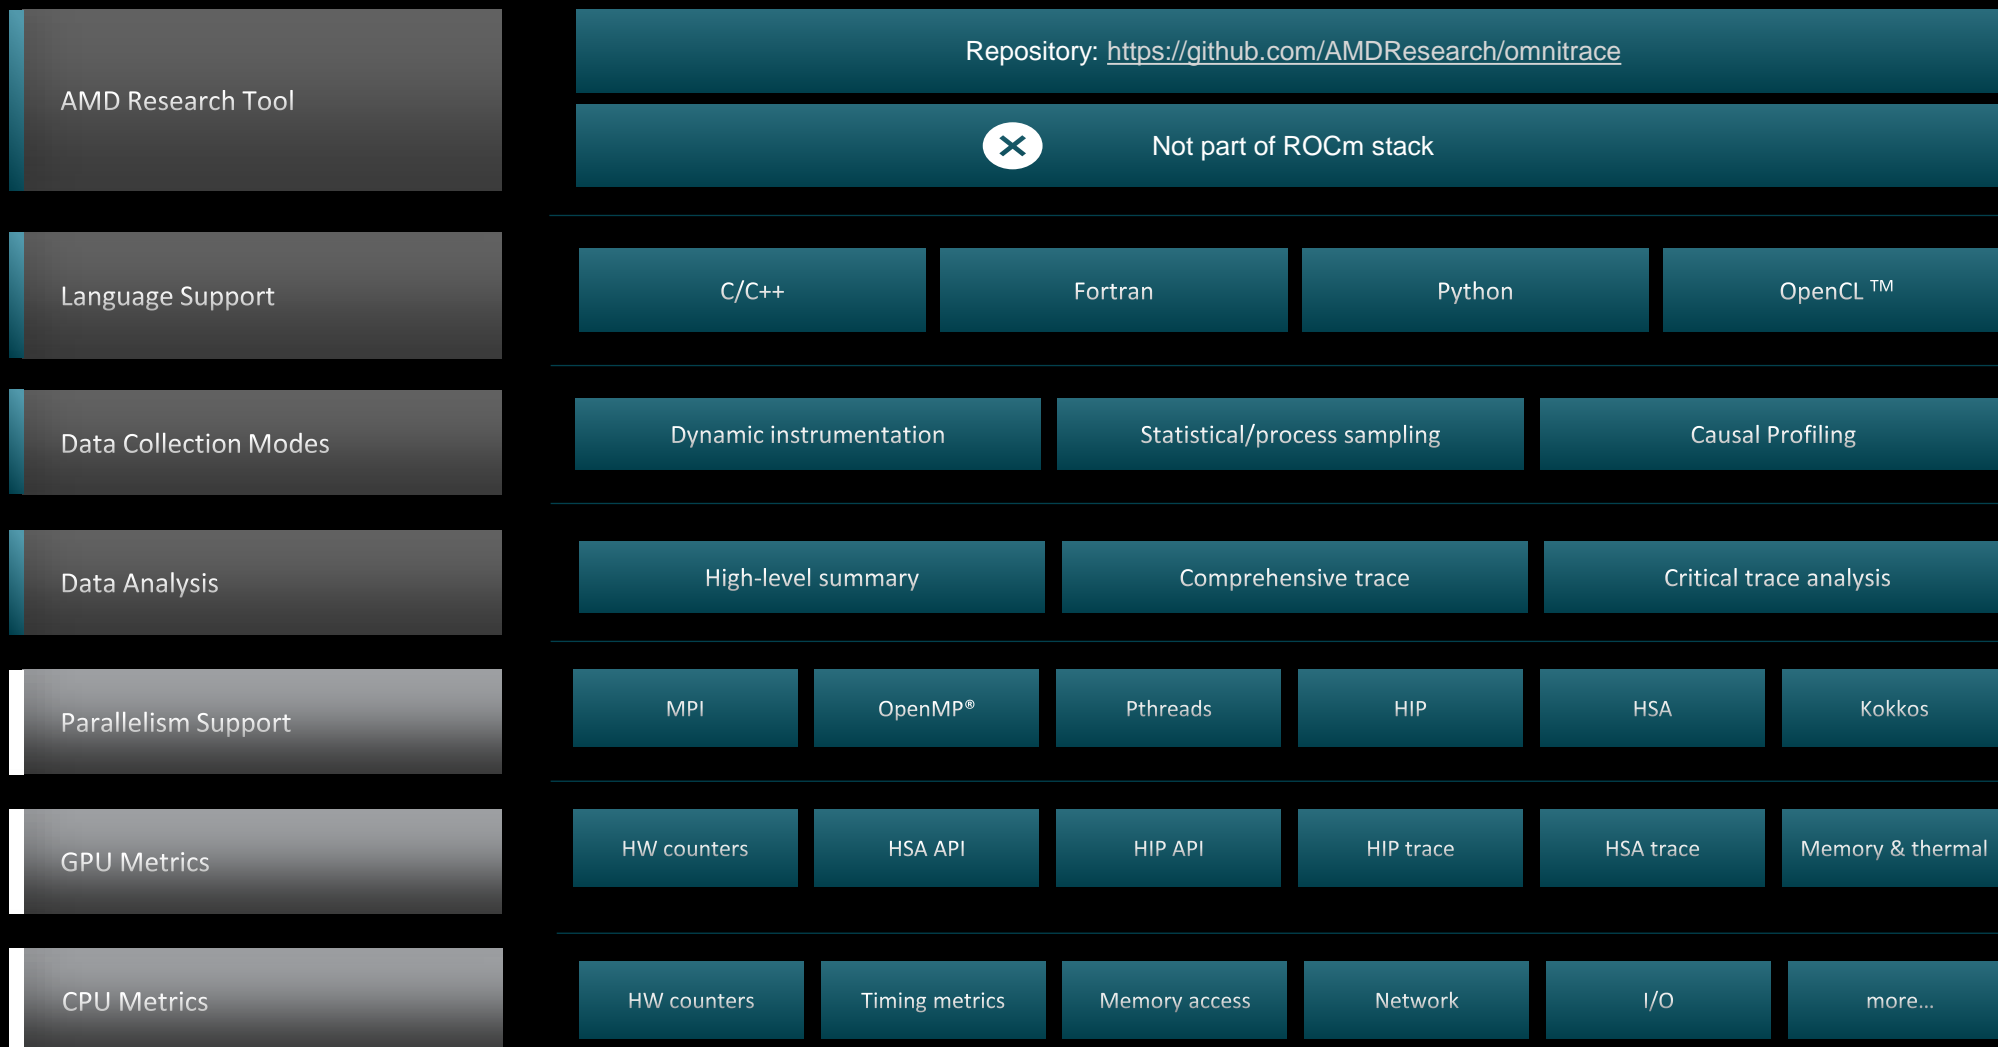 AMD Research Tool
Repository: https://github.com/AMDResearch/omnitrace
Not part of ROCm stack
Language Support
C/C++
Fortran
Python
OpenCL ™
Data Collection Modes
Dynamic instrumentation
Statistical/process sampling
Causal Profiling
Data Analysis
High-level summary
Comprehensive trace
Critical trace analysis
Parallelism Support
MPI
OpenMP®
Pthreads
HIP
HSA
Kokkos
GPU Metrics
HW counters
HSA API
HIP API
HIP trace
HSA trace
Memory & thermal
CPU Metrics
HW counters
Timing metrics
Memory access
Network
I/O
more...